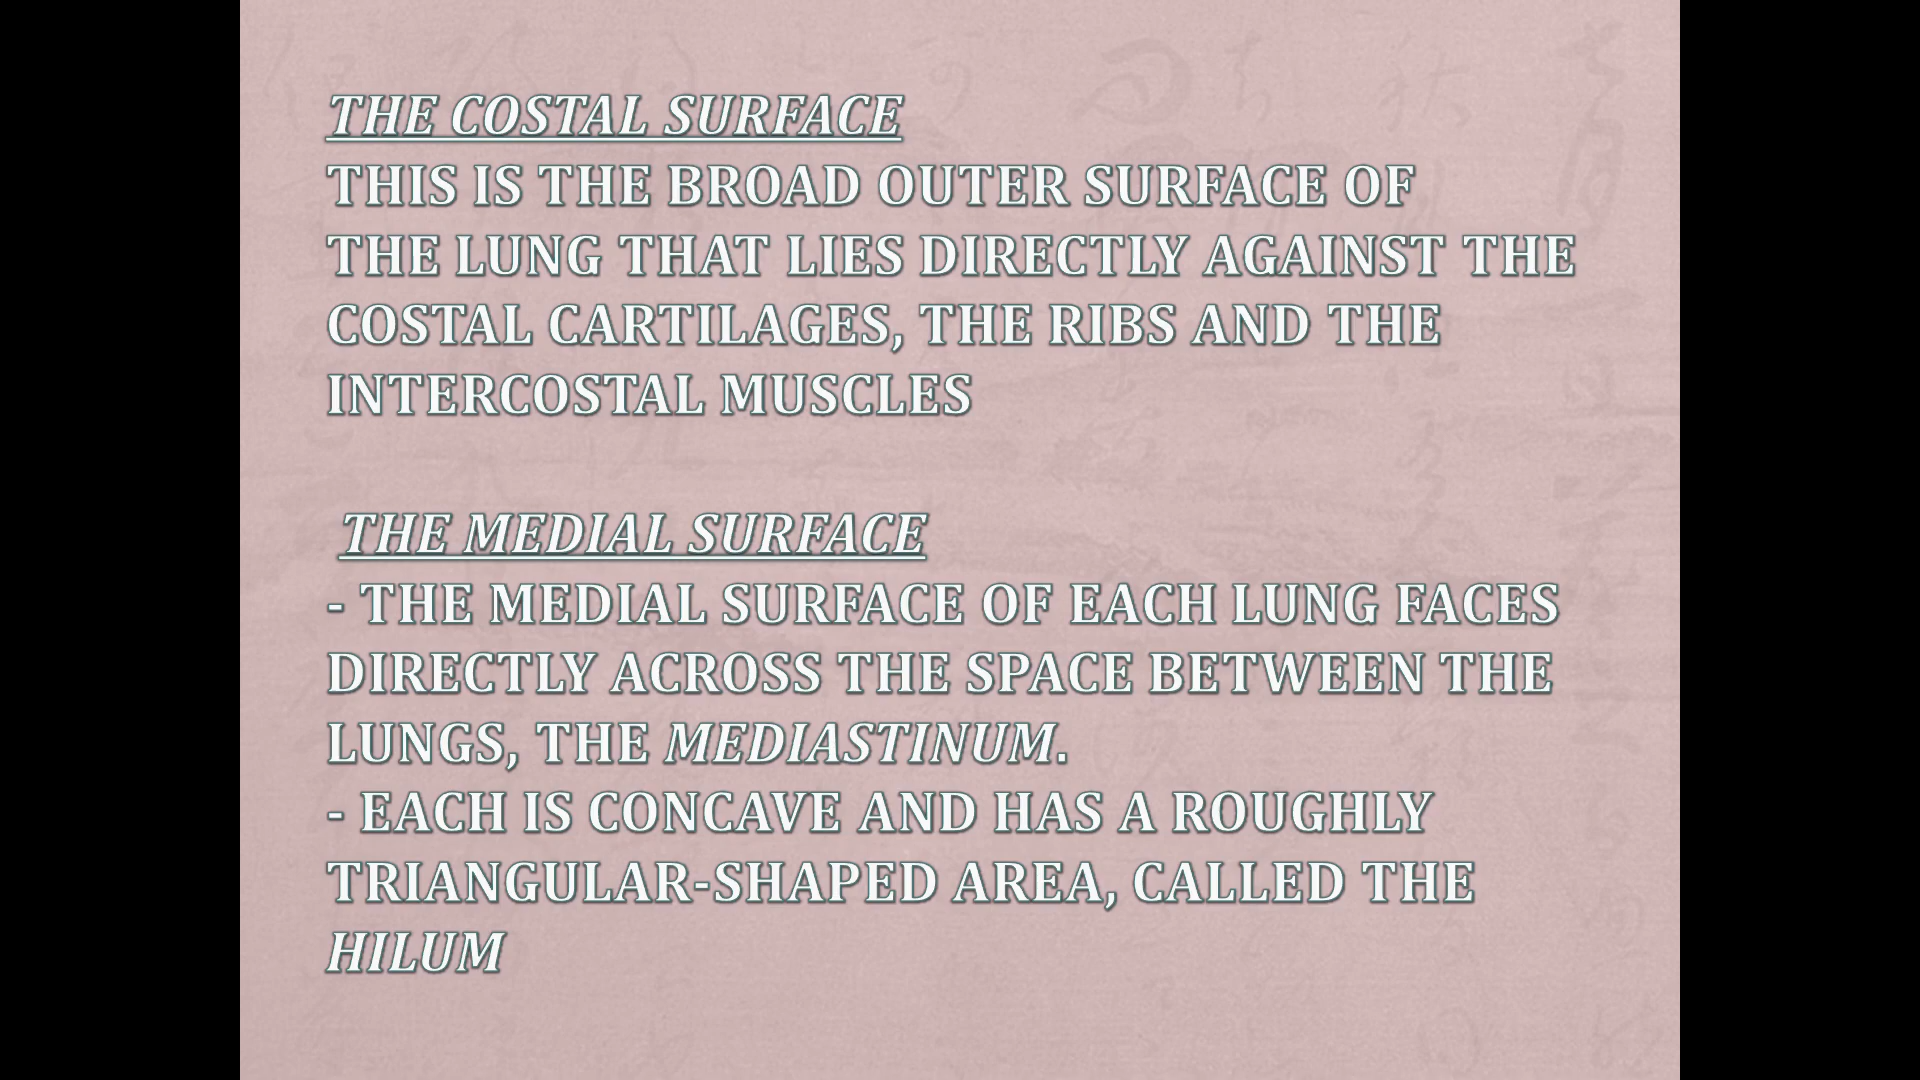 THE COSTAL SURFACE
THIS IS THE BROAD OUTER SURFACE OF
THE LUNG THAT LIES DIRECTLY AGAINST THE
COSTAL CARTILAGES, THE RIBS AND THE
INTERCOSTAL MUSCLES
THE MEDIAL SURFACE
- THE MEDIAL SURFACE OF EACH LUNG FACES
DIRECTLY ACROSS THE SPACE BETWEEN THE
LUNGS, THE MEDIASTINUM.
- EACH IS CONCAVE AND HAS A ROUGHLY
TRIANGULAR-SHAPED AREA, CALLED THE
HILUM